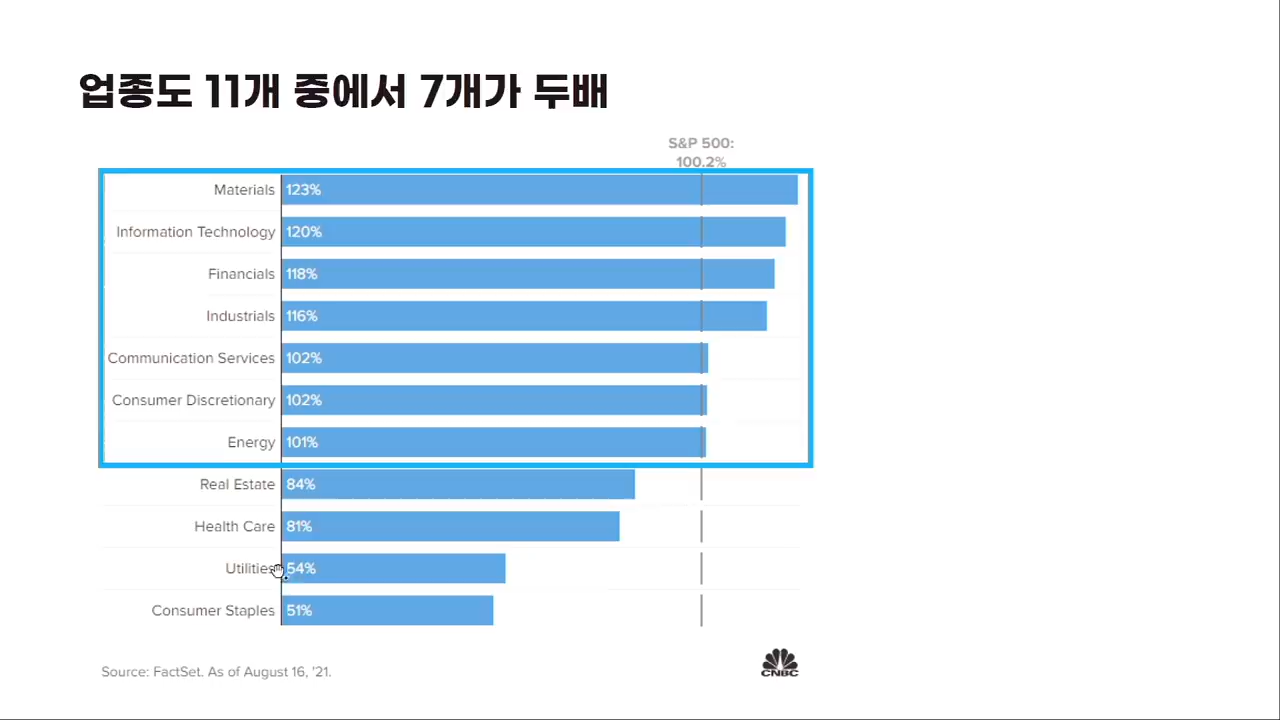 업종도 11개 중에서 7개가 두배
S&P 500:
100.2%
Materials 123%
Information Technology 120%
Financials 118%
Industrials 116%
Communication Services 102%
Consumer Discretionary 102%
Energy 101%
Real Estate 84%
Health Care 81%
Utilities 54%
Consumer Staples 51%
Source: FactSet. As of August 16, '21.
CNBC